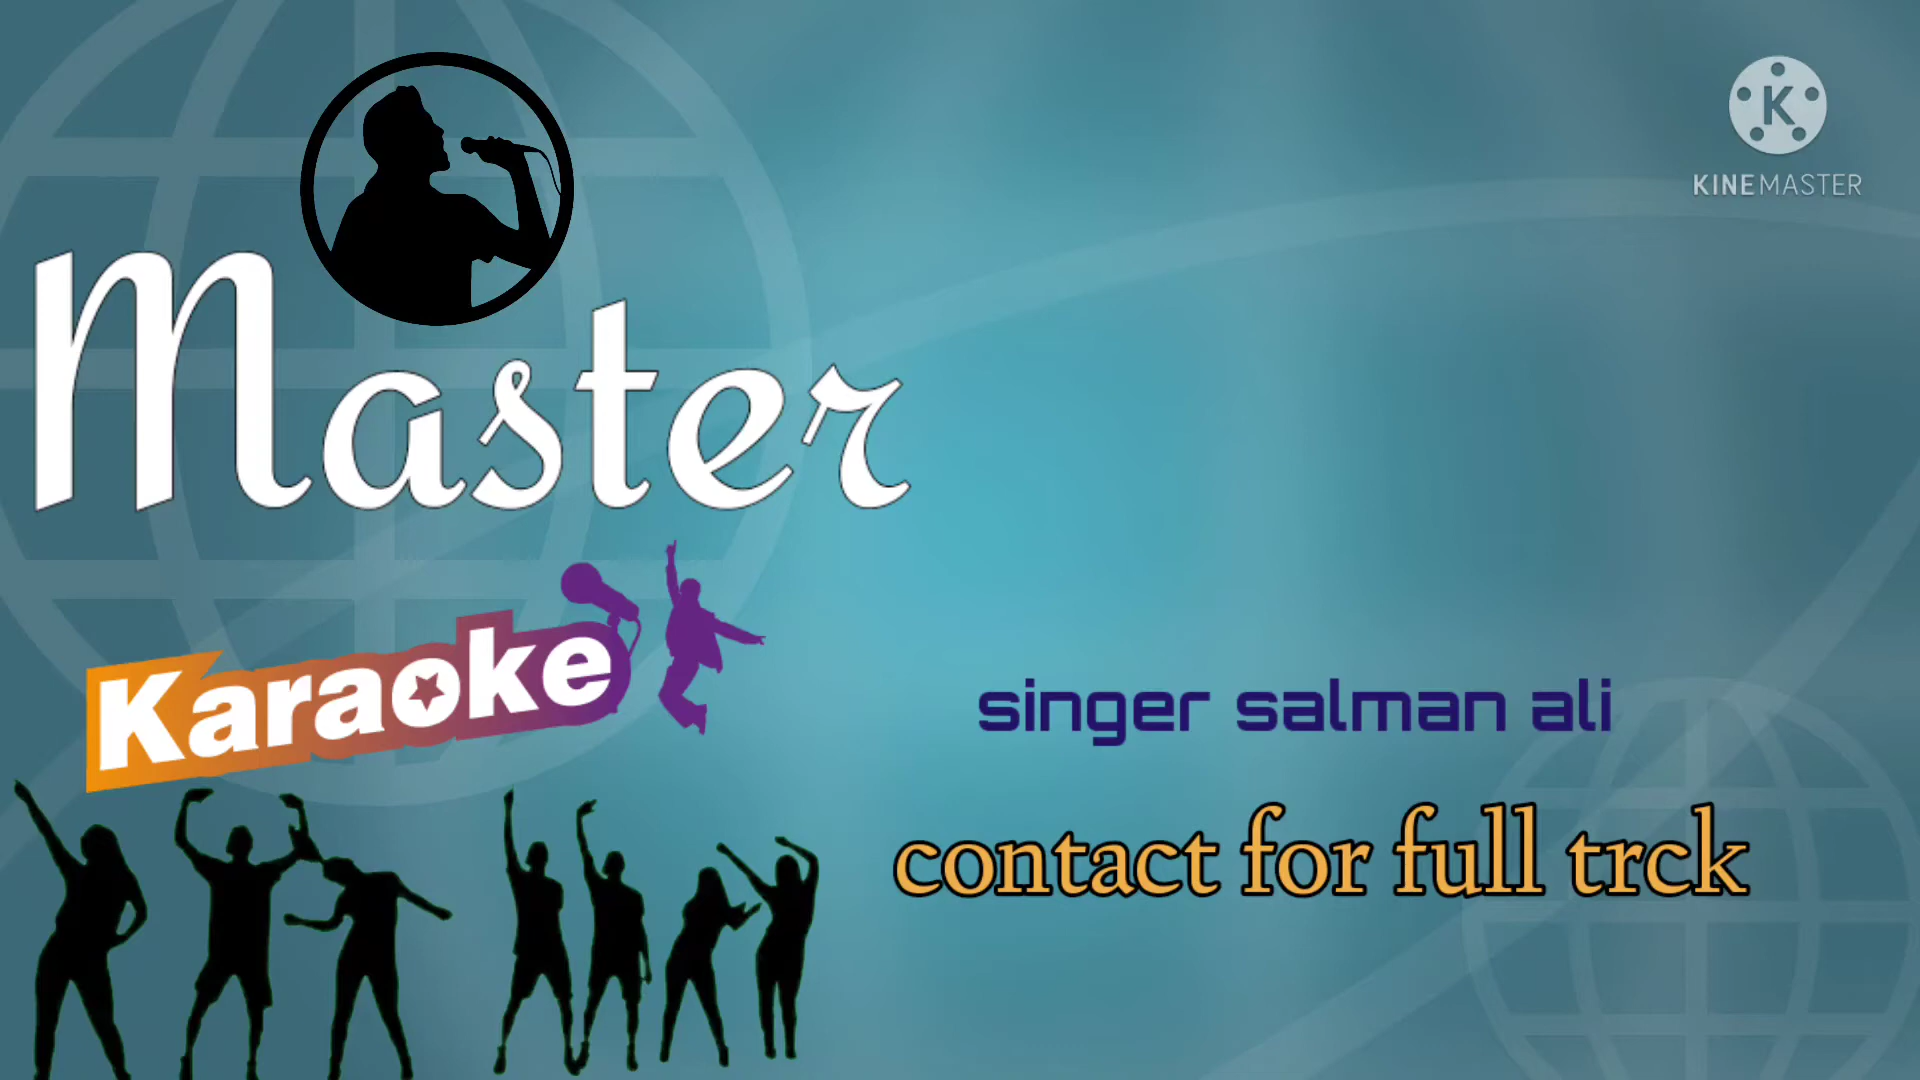 K
KINEMASTER
Master
Karaoke
singer salman ali
contact for full trck